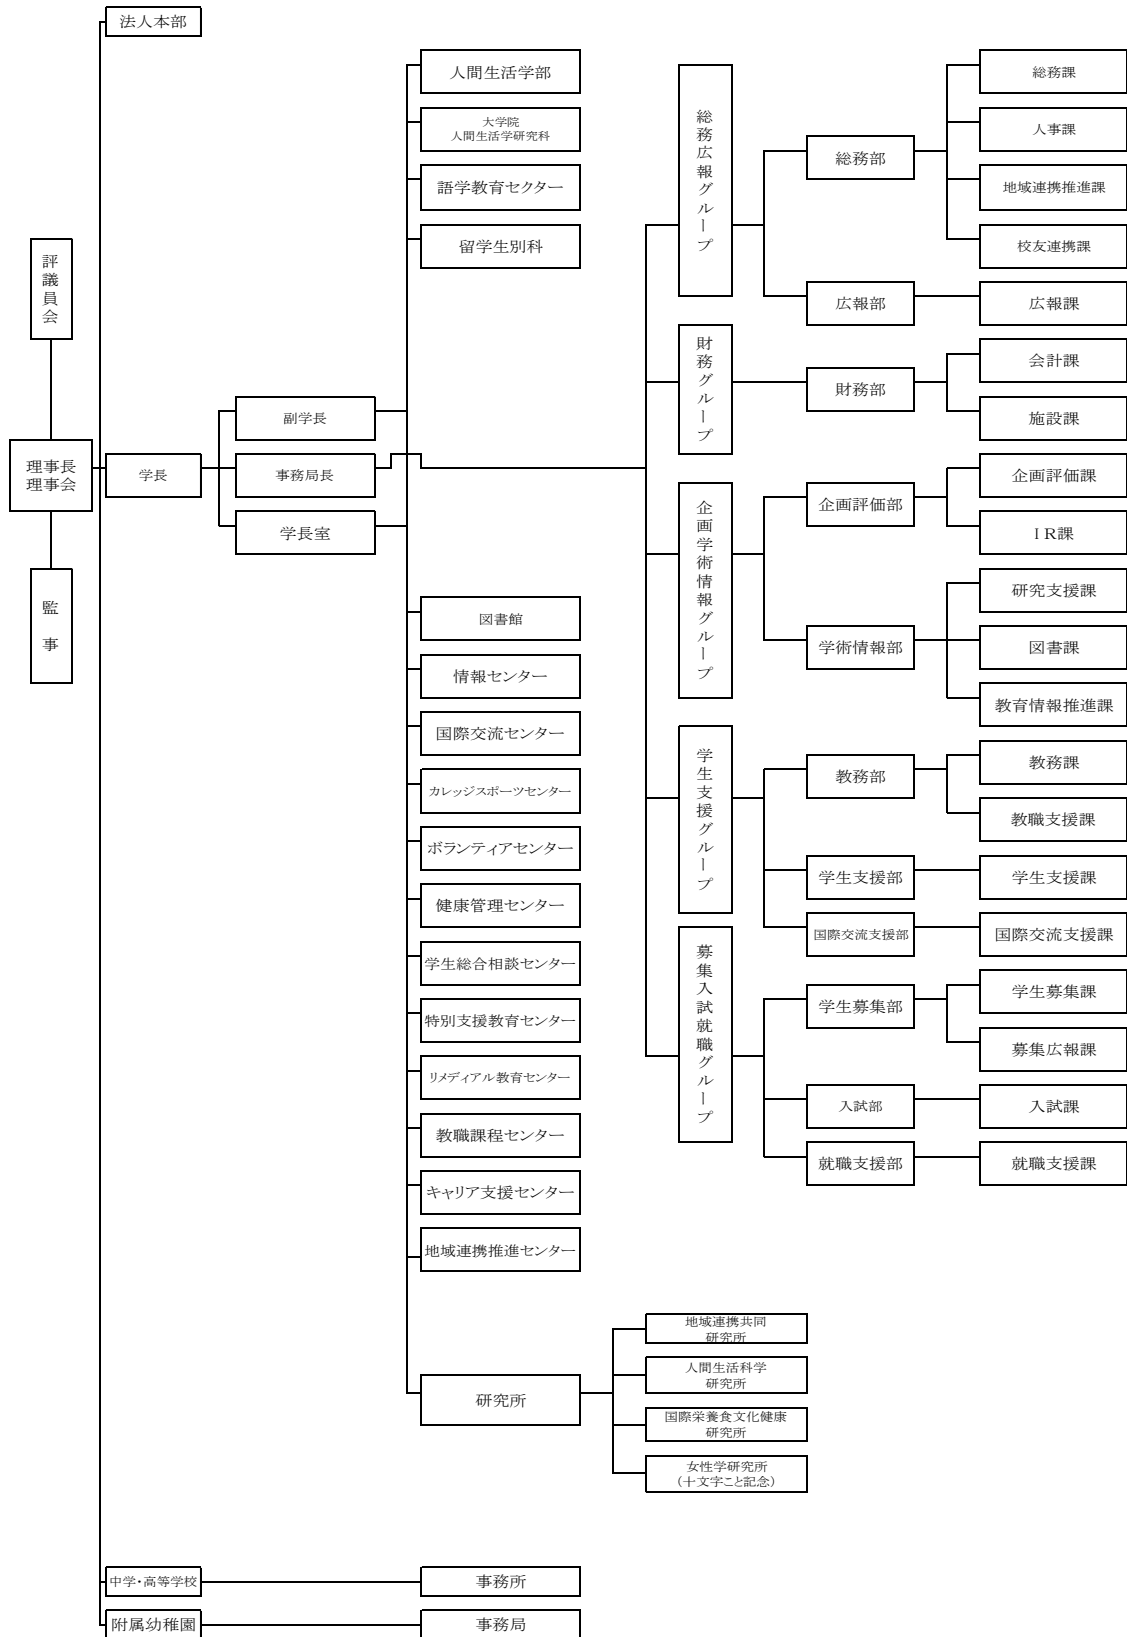 法人本部
評議員会
理事長
理事会
監事
学長
副学長
事務局長
学長室
人間生活学部
大学院
人間生活学研究科
語学教育セクター
留学生別科
図書館
情報センター
国際交流センター
カレッジスポーツセンター
ボランティアセンター
健康管理センター
学生総合相談センター
特別支援教育センター
リメディアル教育センター
教職課程センター
キャリア支援センター
地域連携推進センター
研究所
地域連携共同
研究所
人間生活科学
研究所
国際栄養食文化健康
研究所
女性学研究所
(十文字こと記念)
総務広報グループ
総務部
総務課
人事課
地域連携推進課
校友連携課
広報部
広報課
財務グループ
財務部
会計課
施設課
企画学術情報グループ
企画評価部
企画評価課
IR課
学術情報部
研究支援課
図書課
教育情報推進課
学生支援グループ
教務部
教務課
教職支援課
学生支援部
学生支援課
国際交流支援部
国際交流支援課
募集入試就職グループ
学生募集部
学生募集課
募集広報課
入試部
入試課
就職支援部
就職支援課
中学・高等学校
事務所
附属幼稚園
事務局